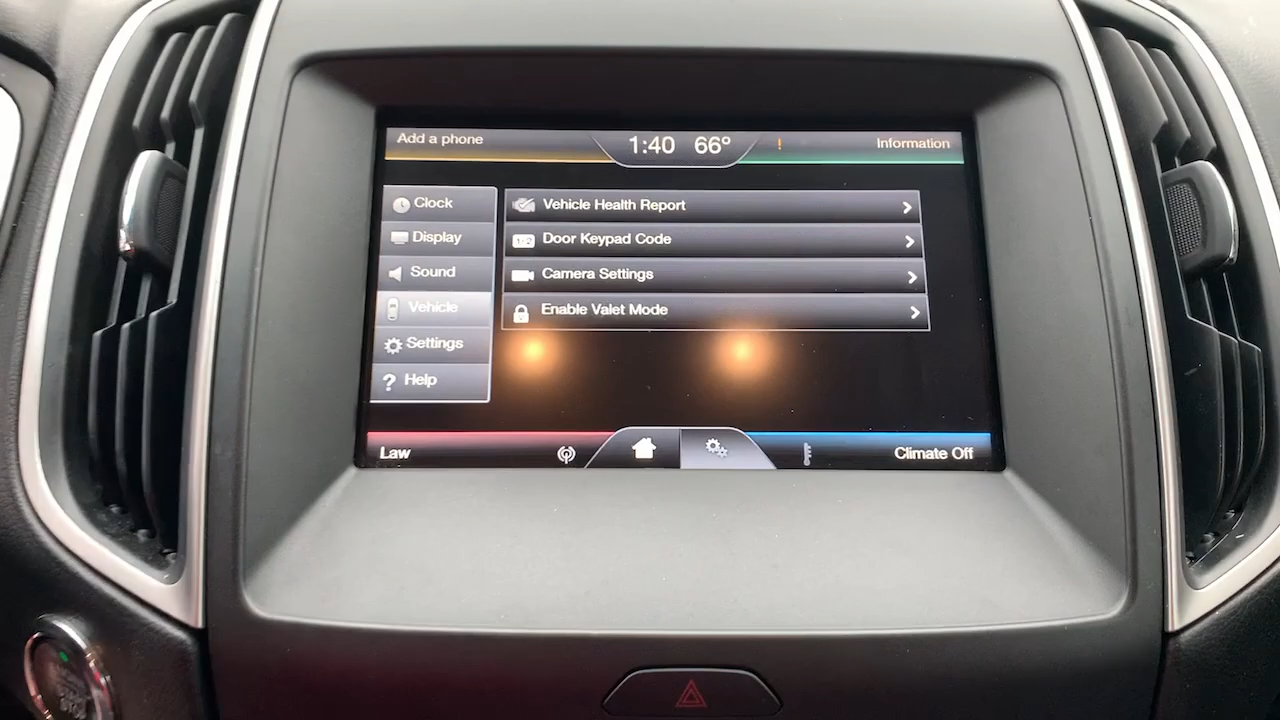 Add a phone
1:40 66°
!
Information
Clock
Display
Sound
Vehicle
Settings
Help
Vehicle Health Report
Door Keypad Code
Camera Settings
Enable Valet Mode
Law
Climate Off